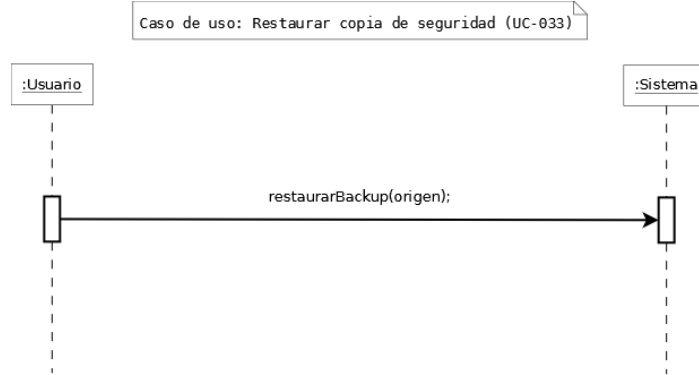 Caso de uso: Restaurar copia de seguridad (UC-033)
:Usuario
:Sistema
restaurarBackup(origen);